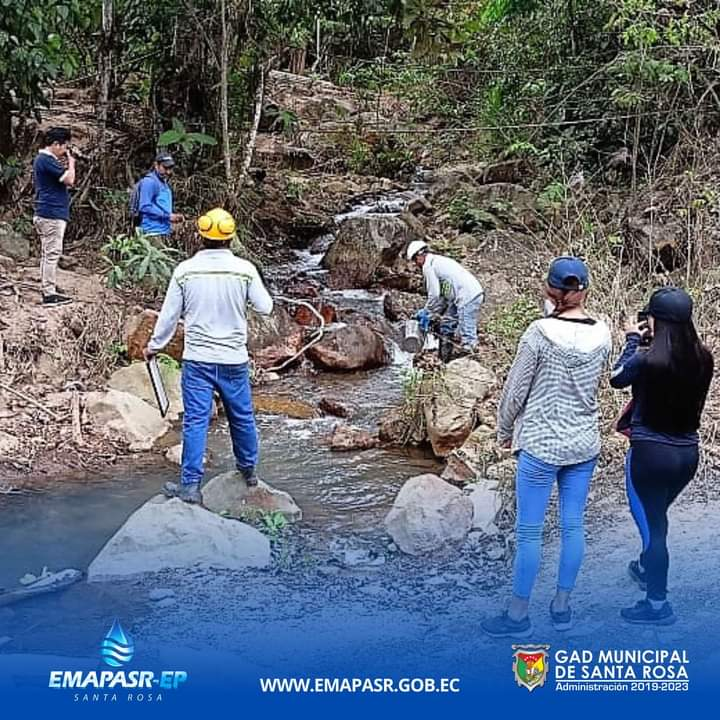 EMAPASR-EP
SANTA ROSA
WWW.EMAPASR.GOB.EC
GAD MUNICIPAL
DE SANTA ROSA
Administración 2019-2023